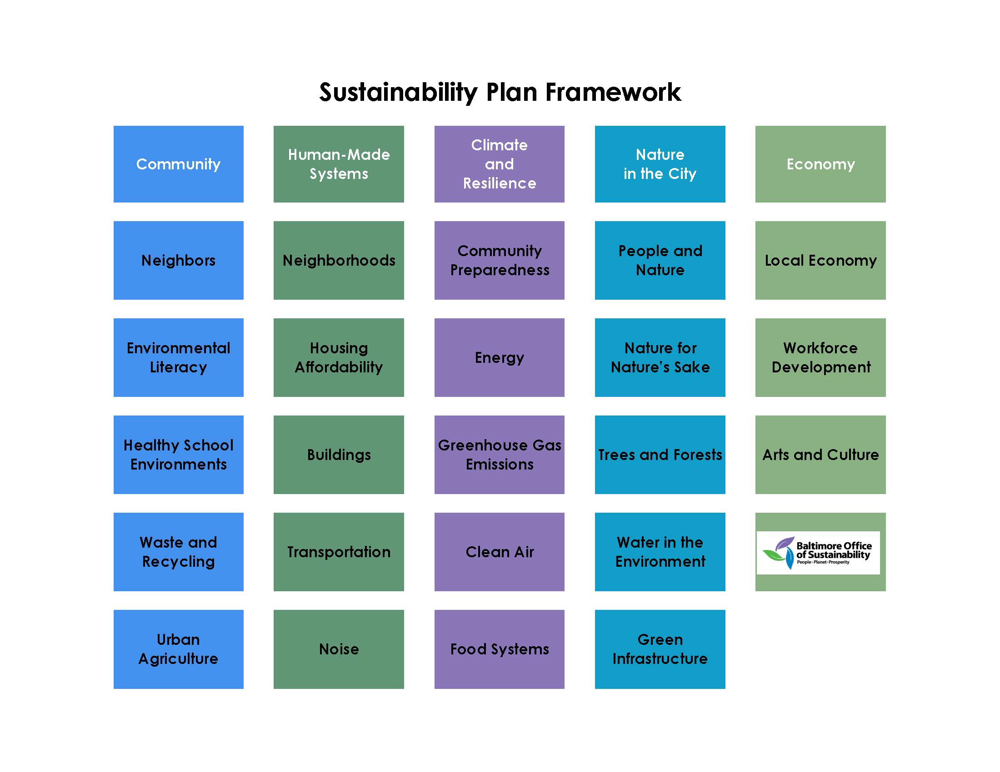 Sustainability Plan Framework
Community
Human-Made
Systems
Climate
and
Resilience
Nature
in the City
Economy
Neighbors
Neighborhoods
Community
Preparedness
People and
Nature
Local Economy
Environmental
Literacy
Housing
Affordability
Energy
Nature for
Nature's Sake
Workforce
Development
Healthy School
Environments
Buildings
Greenhouse Gas
Emissions
Trees and Forests
Arts and Culture
Waste and
Recycling
Transportation
Clean Air
Water in the
Environment
Baltimore Office
of Sustainability
People·Planet·Prosperity
Urban
Agriculture
Noise
Food Systems
Green
Infrastructure